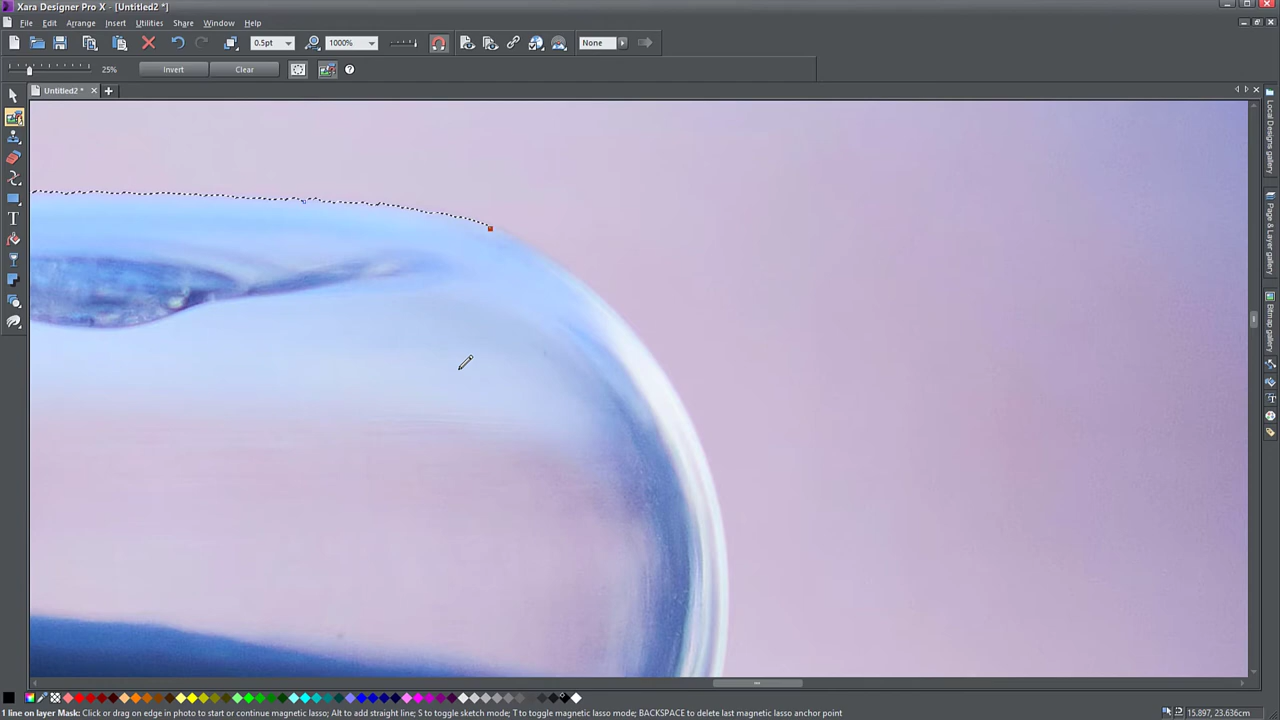 Xara Designer Pro X - [Untitled2 *]
File Edit Arrange Insert Utilities Share Window Help
0.5pt 1000% None
25% Invert Clear
Untitled2 *
T
Local Designs gallery
Page & Layer gallery
Bitmap gallery
1 line on layer Mask: Click or drag on edge in photo to start or continue magnetic lasso; Alt to add straight line; S to toggle sketch mode; T to toggle magnetic lasso mode; BACKSPACE to delete last magnetic lasso anchor point 15.897, 23.636cm